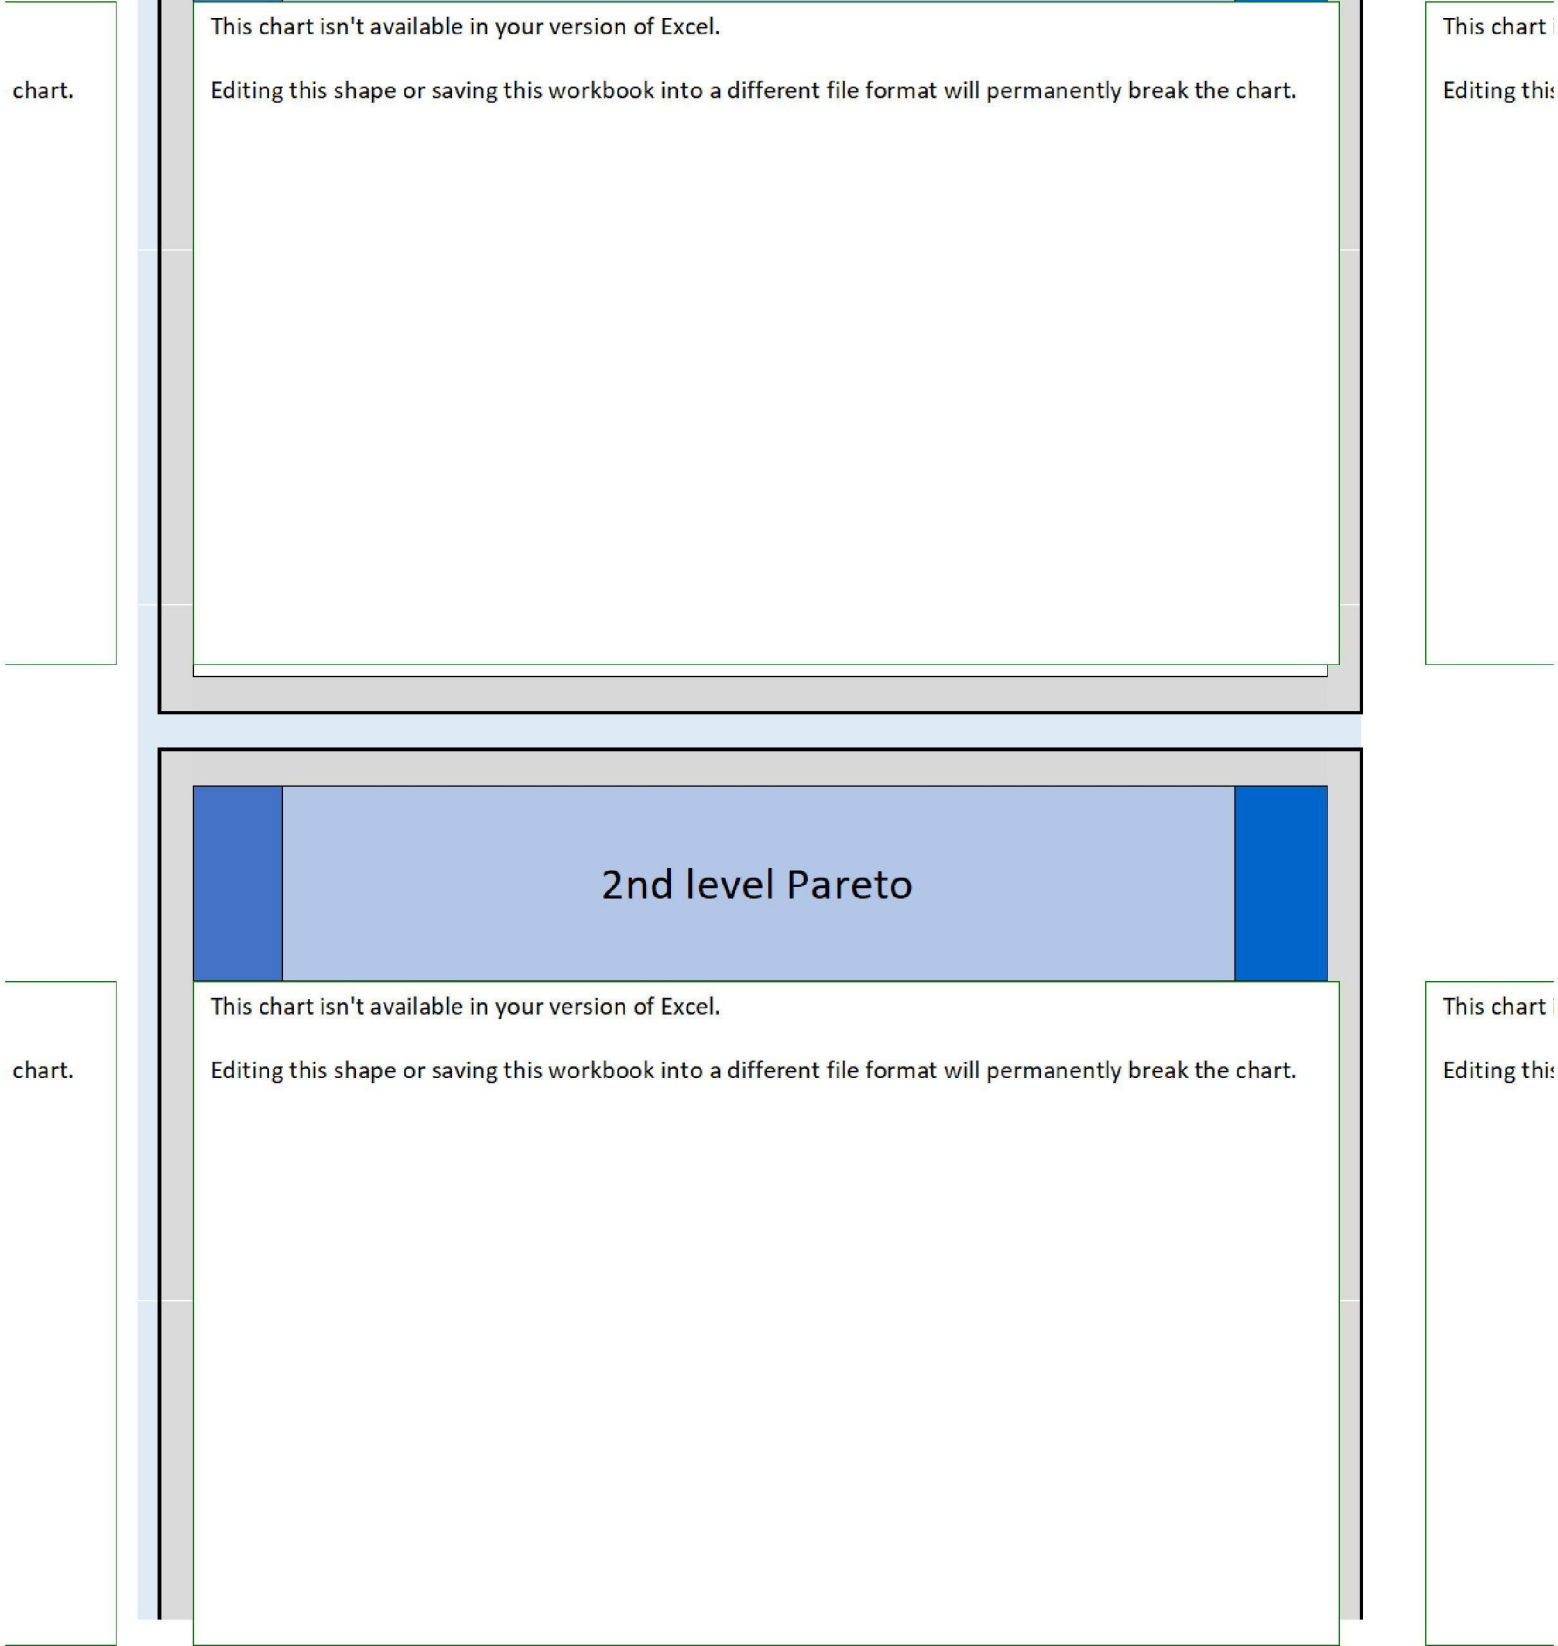 This chart isn't available in your version of Excel.
This chart
chart.
Editing this shape or saving this workbook into a different file format will permanently break the chart.
Editing this
2nd level Pareto
This chart isn't available in your version of Excel.
This chart
chart.
Editing this shape or saving this workbook into a different file format will permanently break the chart.
Editing this